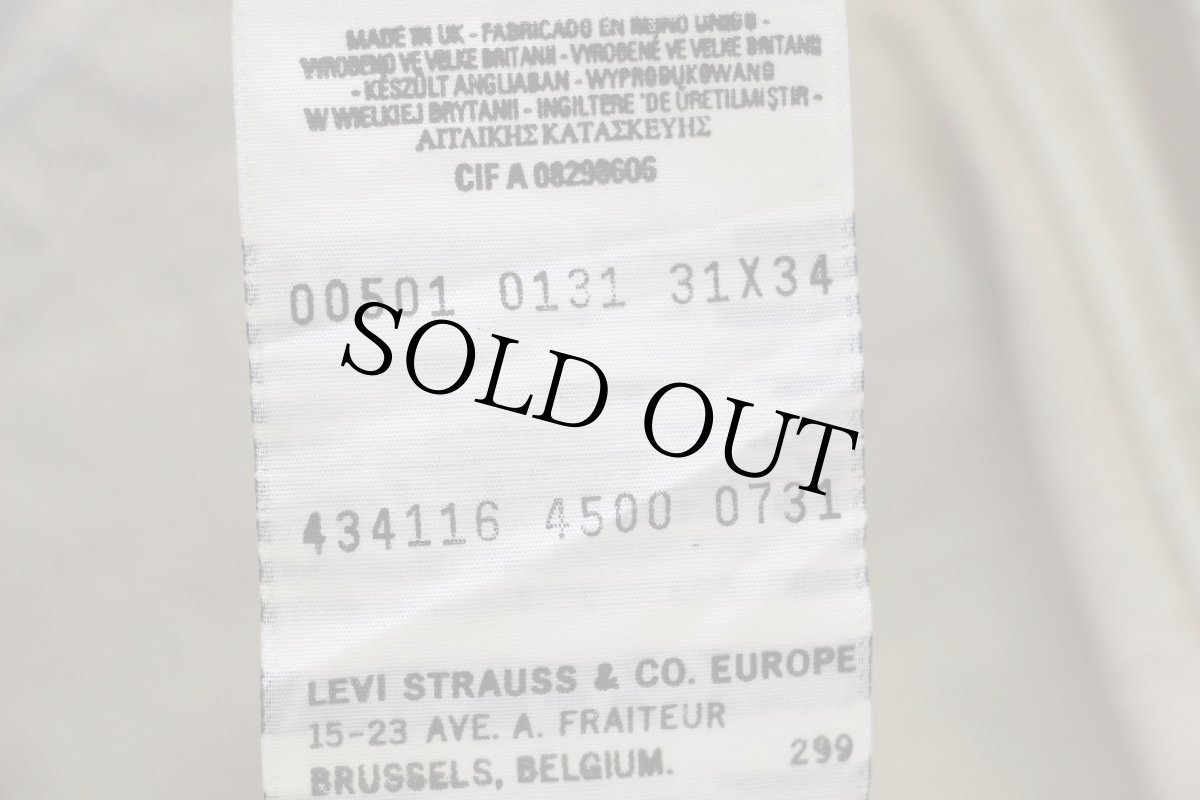 MADE IN UK - FABRICADO EN REINO UNIDO -
VYROBENO VE VELKE BRITANII - VYROBENÉ VE VELKE BRITANII
- KÉSZÜLT ANGLIABAN - WYPRODUKOWANO
W WIELKIEJ BRYTANII - INGILTERE 'DE ÜRETILMIŞTIR -
ΑΓΓΛΙΚΗΣ ΚΑΤΑΣΚΕΥΗΣ
CIF A 08298606
00501 0131 31X34
SOLD OUT
434116 4500 0731
LEVI STRAUSS & CO. EUROPE
15-23 AVE. A. FRAITEUR
BRUSSELS, BELGIUM. 299